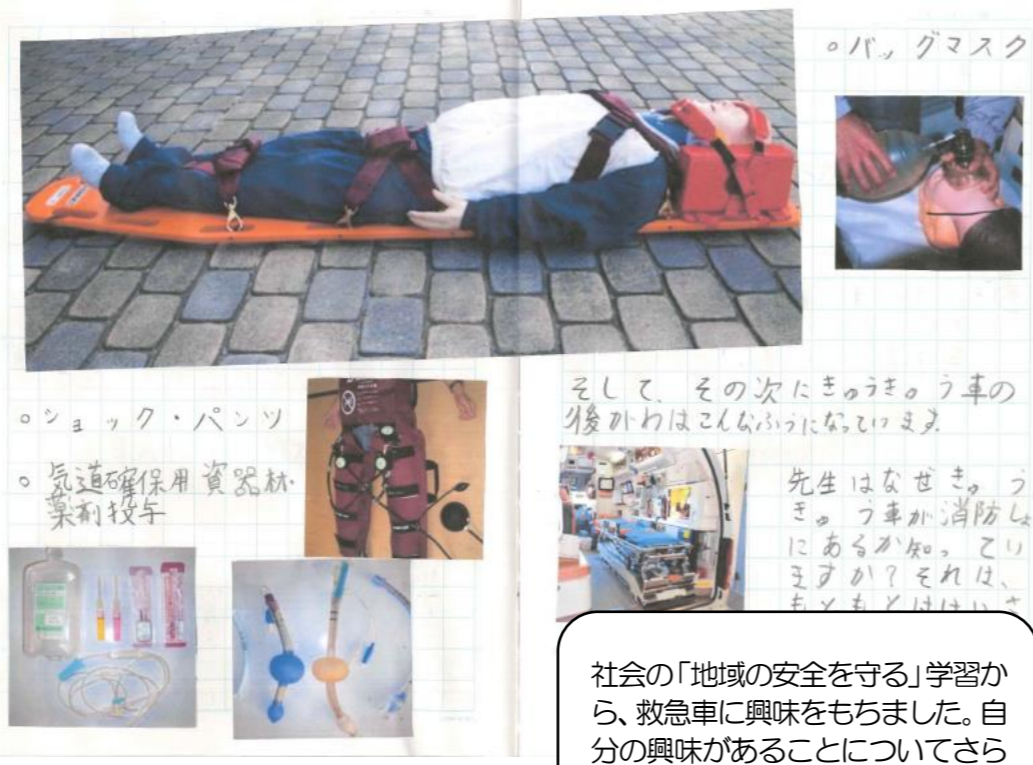 ○バッグマスク
○ショック・パンツ
○気道確保用資器材・
薬剤投与
そして、その次にきゅうきゅう車の
後がわはこんなふうになっています。
先生はなぜきゅう
きゅう車が消防し
にあるか知ってい
ますか?それは、
もともとは
社会の「地域の安全を守る」学習か
ら、救急車に興味をもちました。自
分の興味があることについてさら